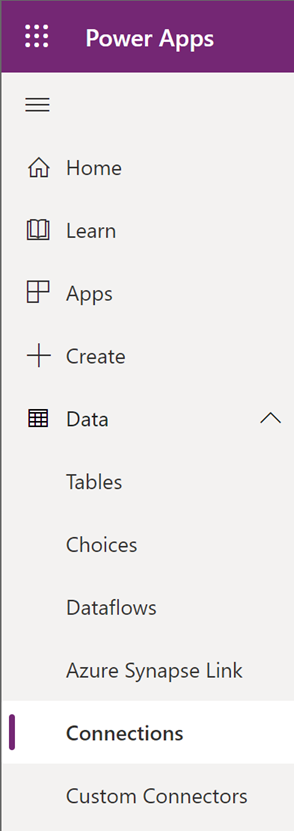 Power Apps
Home
Learn
Apps
Create
Data
Tables
Choices
Dataflows
Azure Synapse Link
Connections
Custom Connectors